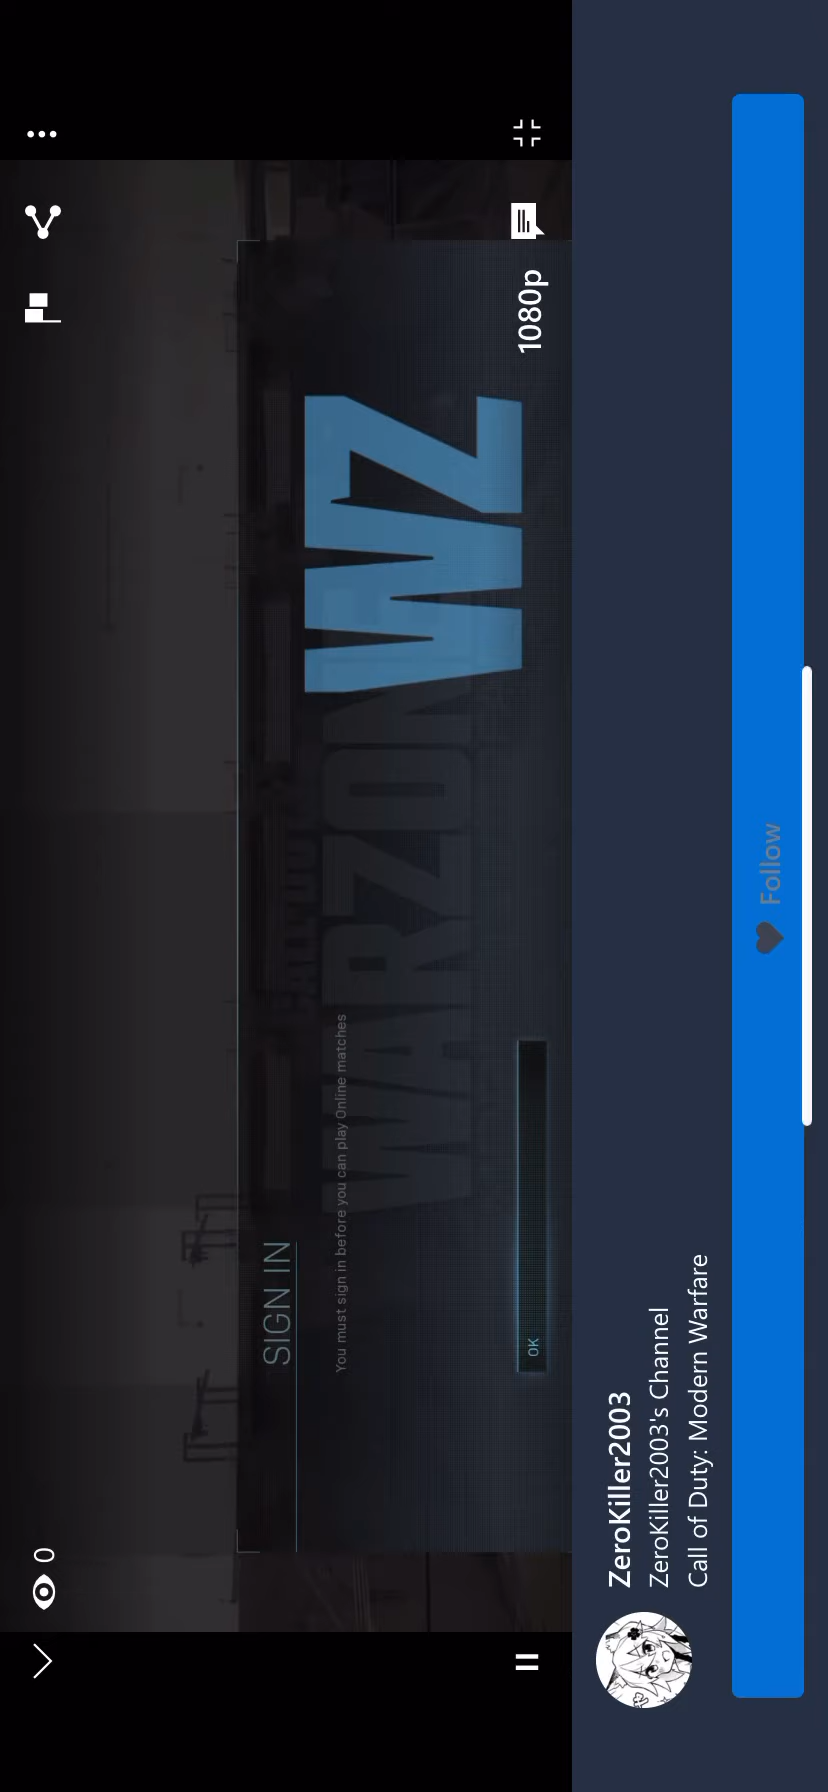 0
SIGN IN
You must sign in before you can play Online matches
WARZONE
WZ
OK
1080p
ZeroKiller2003
ZeroKiller2003's Channel
Call of Duty: Modern Warfare
Follow